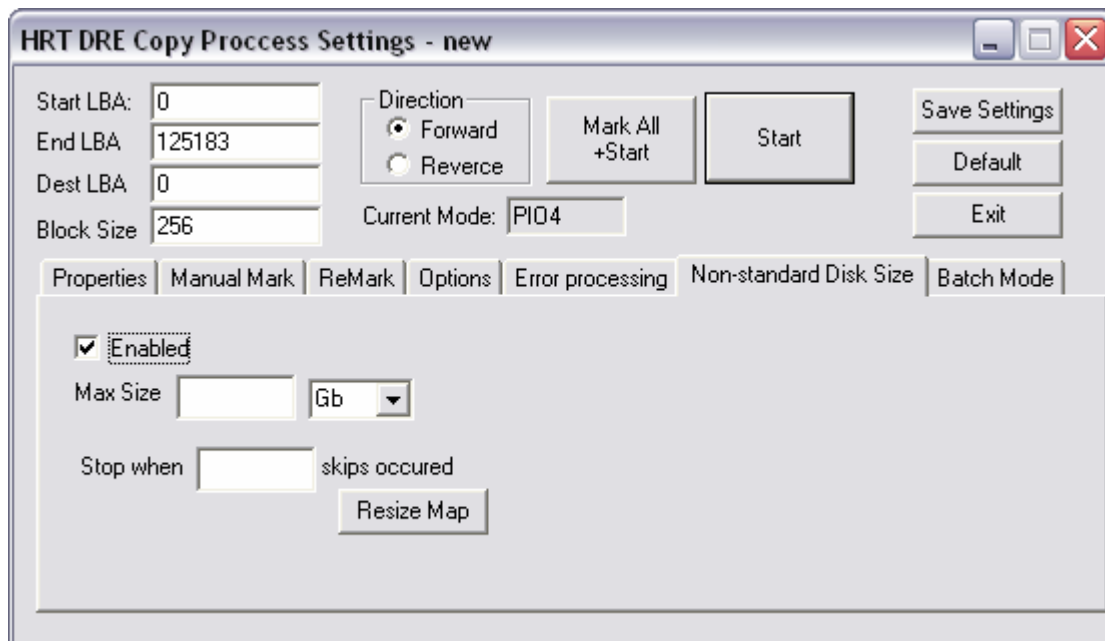 HRT DRE Copy Proccess Settings - new
Start LBA: 0
End LBA 125183
Dest LBA 0
Block Size 256
Direction
Forward
Reverce
Current Mode: PIO4
Mark All
+Start
Start
Save Settings
Default
Exit
Properties Manual Mark ReMark Options Error processing Non-standard Disk Size Batch Mode
Enabled
Max Size Gb
Stop when skips occured
Resize Map